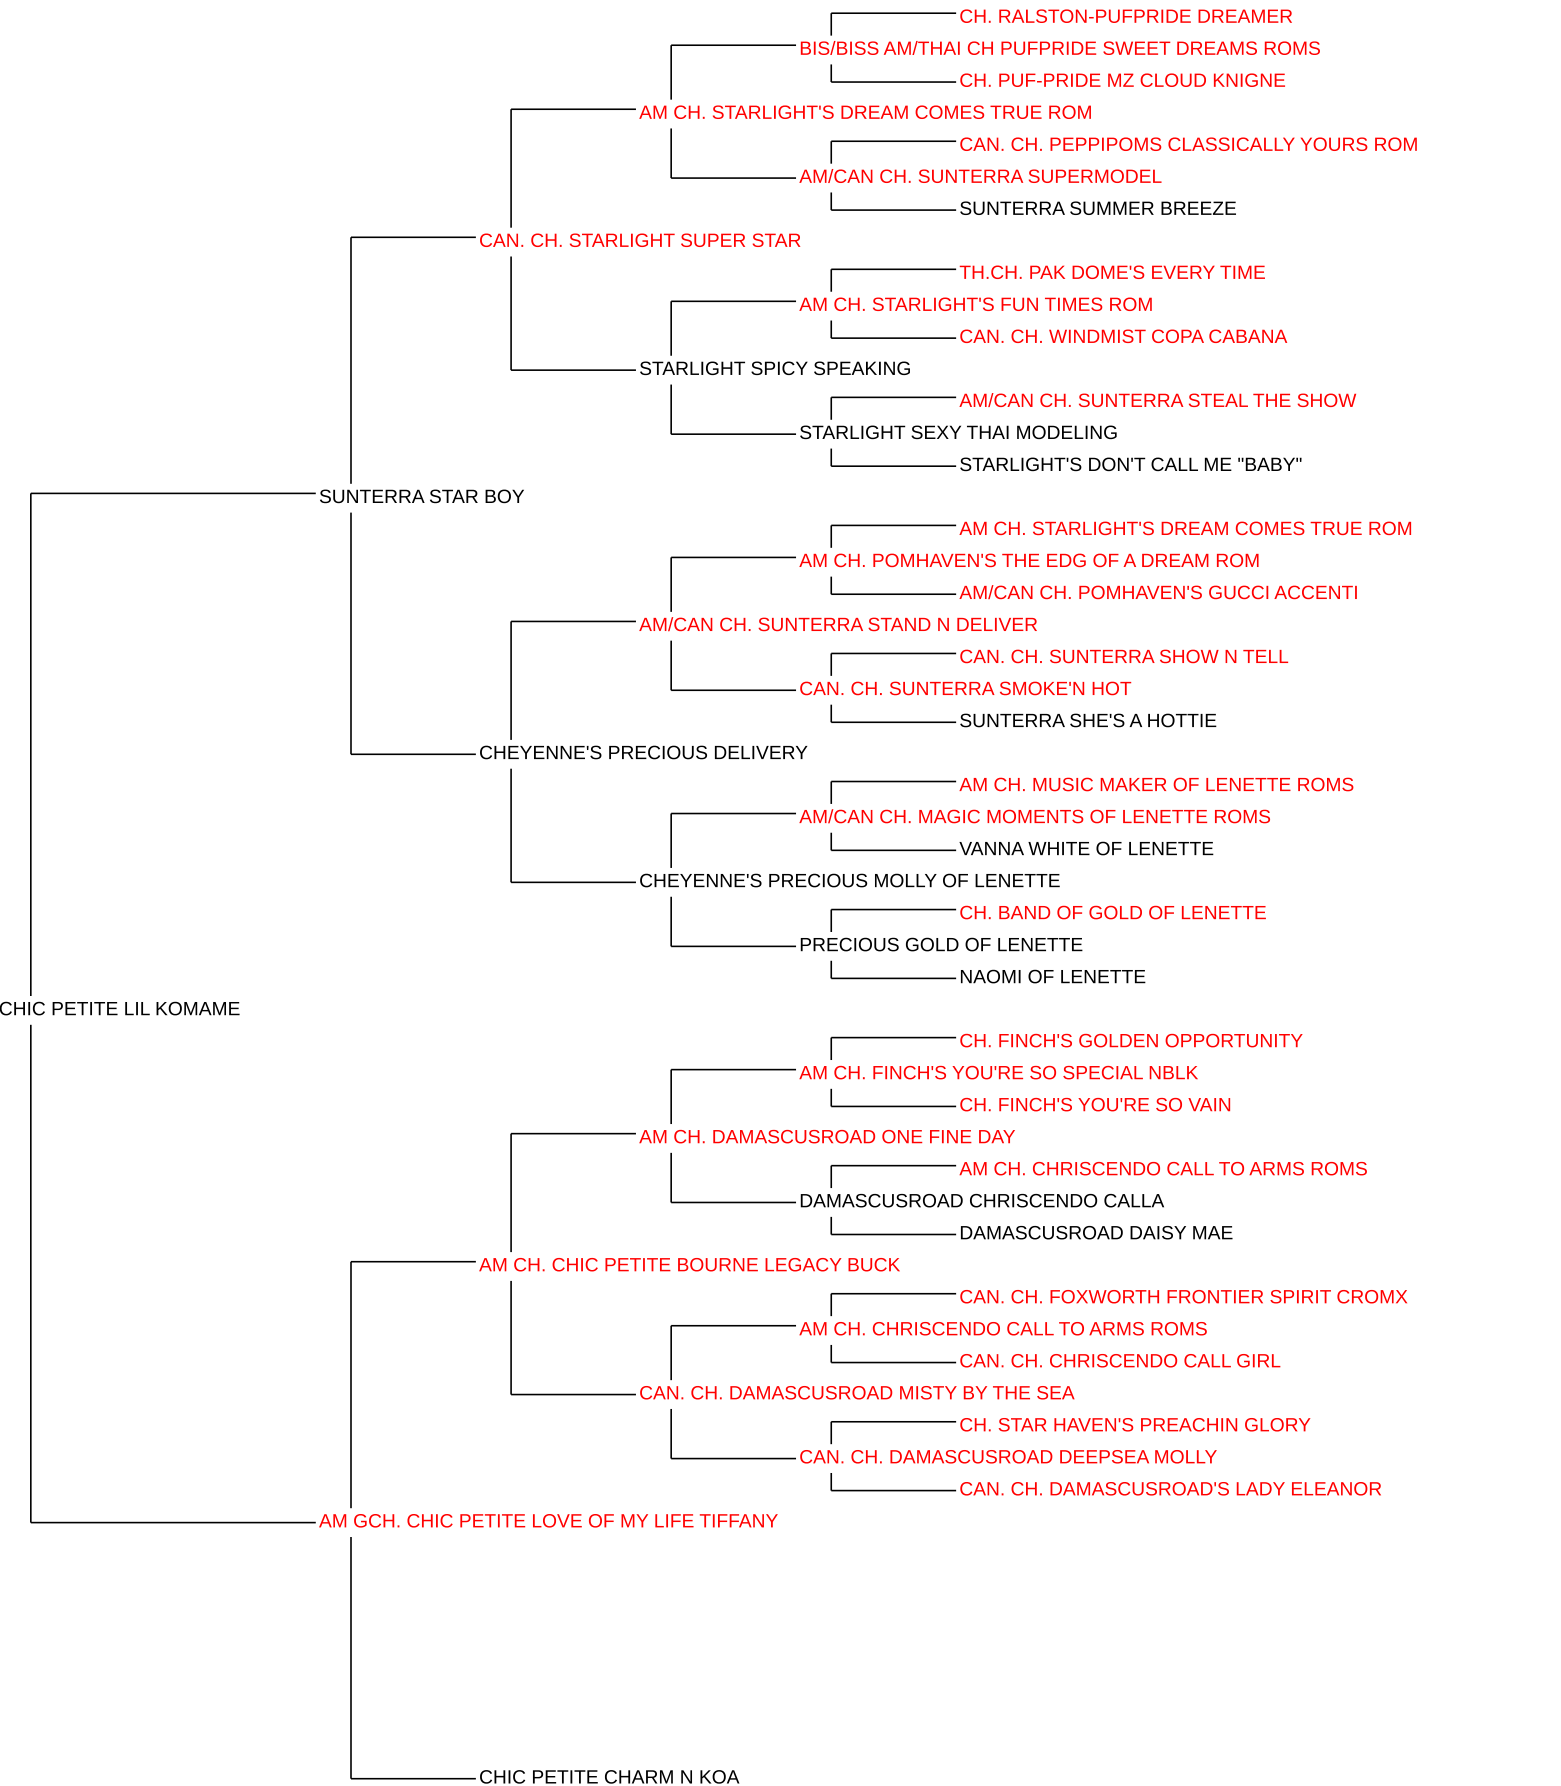 CH. RALSTON-PUFPRIDE DREAMER
BIS/BISS AM/THAI CH PUFPRIDE SWEET DREAMS ROMS
CH. PUF-PRIDE MZ CLOUD KNIGNE
AM CH. STARLIGHT'S DREAM COMES TRUE ROM
CAN. CH. PEPPIPOMS CLASSICALLY YOURS ROM
AM/CAN CH. SUNTERRA SUPERMODEL
SUNTERRA SUMMER BREEZE
CAN. CH. STARLIGHT SUPER STAR
TH.CH. PAK DOME'S EVERY TIME
AM CH. STARLIGHT'S FUN TIMES ROM
CAN. CH. WINDMIST COPA CABANA
STARLIGHT SPICY SPEAKING
AM/CAN CH. SUNTERRA STEAL THE SHOW
STARLIGHT SEXY THAI MODELING
STARLIGHT'S DON'T CALL ME "BABY"
SUNTERRA STAR BOY
AM CH. STARLIGHT'S DREAM COMES TRUE ROM
AM CH. POMHAVEN'S THE EDG OF A DREAM ROM
AM/CAN CH. POMHAVEN'S GUCCI ACCENTI
AM/CAN CH. SUNTERRA STAND N DELIVER
CAN. CH. SUNTERRA SHOW N TELL
CAN. CH. SUNTERRA SMOKE'N HOT
SUNTERRA SHE'S A HOTTIE
CHEYENNE'S PRECIOUS DELIVERY
AM CH. MUSIC MAKER OF LENETTE ROMS
AM/CAN CH. MAGIC MOMENTS OF LENETTE ROMS
VANNA WHITE OF LENETTE
CHEYENNE'S PRECIOUS MOLLY OF LENETTE
CH. BAND OF GOLD OF LENETTE
PRECIOUS GOLD OF LENETTE
NAOMI OF LENETTE
CHIC PETITE LIL KOMAME
CH. FINCH'S GOLDEN OPPORTUNITY
AM CH. FINCH'S YOU'RE SO SPECIAL NBLK
CH. FINCH'S YOU'RE SO VAIN
AM CH. DAMASCUSROAD ONE FINE DAY
AM CH. CHRISCENDO CALL TO ARMS ROMS
DAMASCUSROAD CHRISCENDO CALLA
DAMASCUSROAD DAISY MAE
AM CH. CHIC PETITE BOURNE LEGACY BUCK
CAN. CH. FOXWORTH FRONTIER SPIRIT CROMX
AM CH. CHRISCENDO CALL TO ARMS ROMS
CAN. CH. CHRISCENDO CALL GIRL
CAN. CH. DAMASCUSROAD MISTY BY THE SEA
CH. STAR HAVEN'S PREACHIN GLORY
CAN. CH. DAMASCUSROAD DEEPSEA MOLLY
CAN. CH. DAMASCUSROAD'S LADY ELEANOR
AM GCH. CHIC PETITE LOVE OF MY LIFE TIFFANY
CHIC PETITE CHARM N KOA